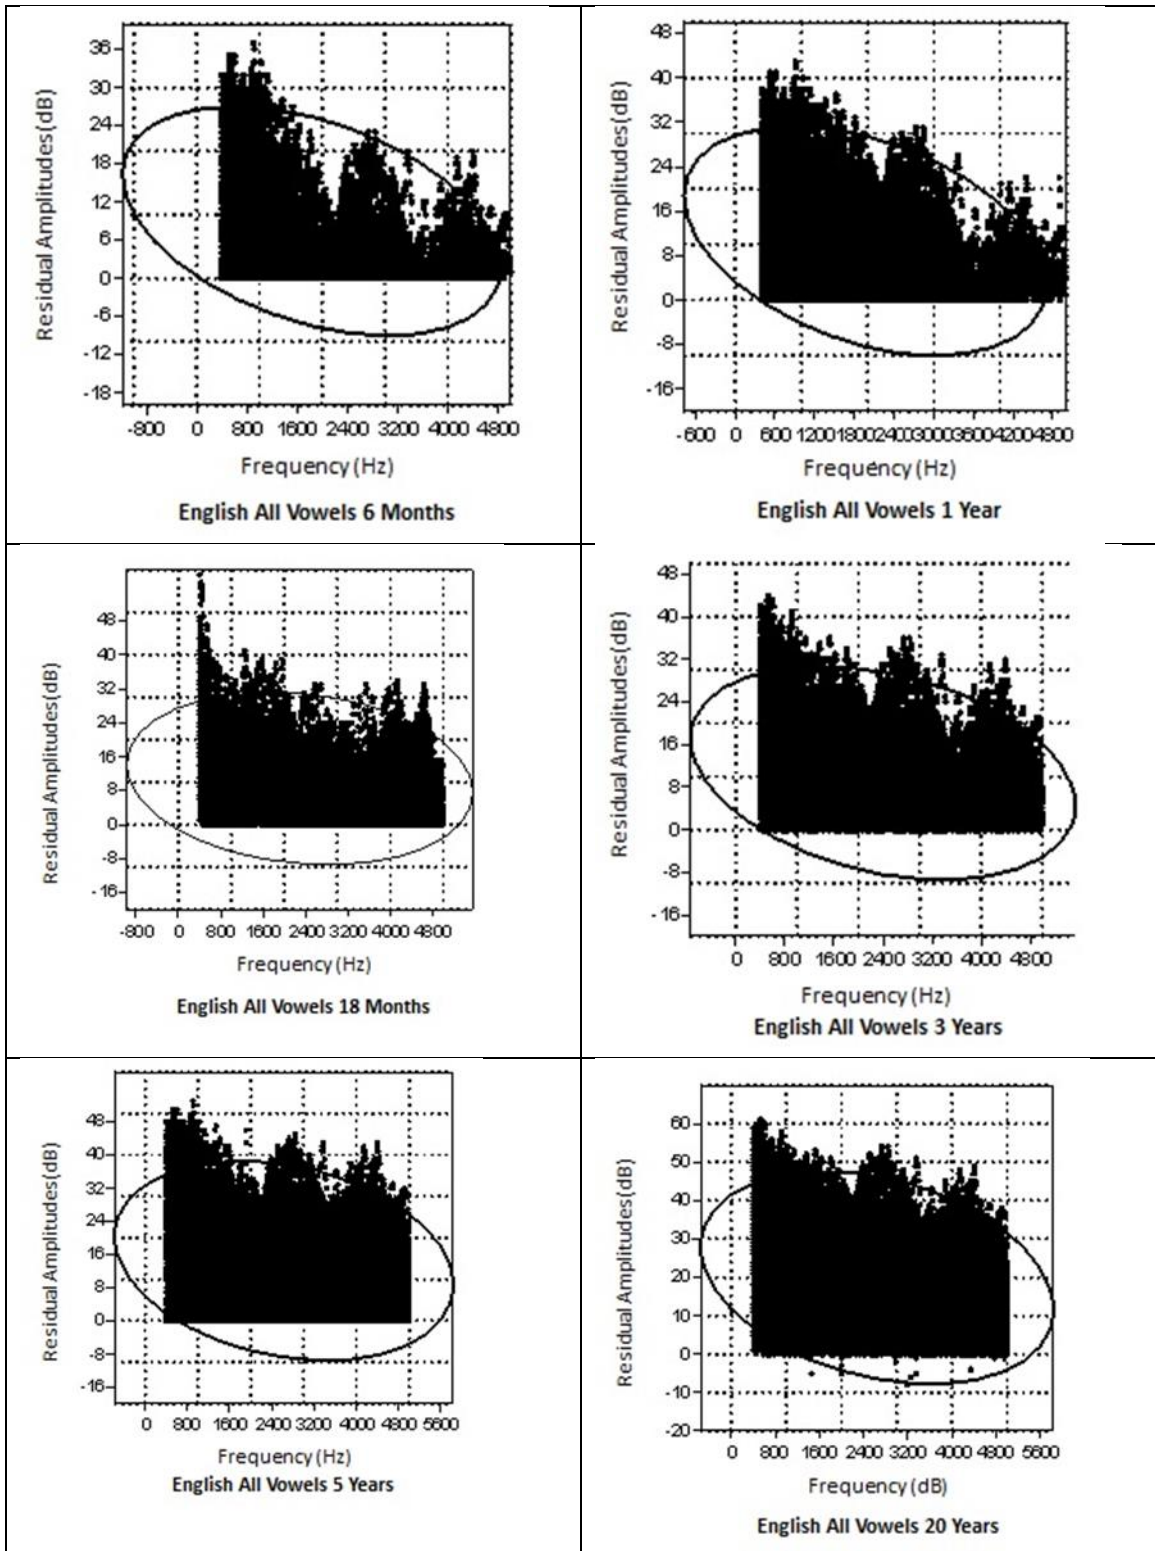 36
30
24
18
12
6
0
-6
-12
-18
Residual Amplitudes(dB)
-800 0 800 1600 2400 3200 4000 4800
Frequency (Hz)
English All Vowels 6 Months
48
40
32
24
16
8
0
-8
-16
Residual Amplitudes(dB)
-600 0 600 1200 1800 2400 3000 3600 4200 4800
Frequency (Hz)
English All Vowels 1 Year
48
40
32
24
16
8
0
-8
-16
Residual Amplitudes(dB)
-800 0 800 1600 2400 3200 4000 4800
Frequency (Hz)
English All Vowels 18 Months
48
40
32
24
16
8
0
-8
-16
Residual Amplitudes(dB)
0 800 1600 2400 3200 4000 4800
Frequency (Hz)
English All Vowels 3 Years
48
40
32
24
16
8
0
-8
-16
Residual Amplitudes(dB)
0 800 1600 2400 3200 4000 4800 5600
Frequency (Hz)
English All Vowels 5 Years
60
50
40
30
20
10
0
-10
-20
Residual Amplitudes(dB)
0 800 1600 2400 3200 4000 4800 5600
Frequency (dB)
English All Vowels 20 Years